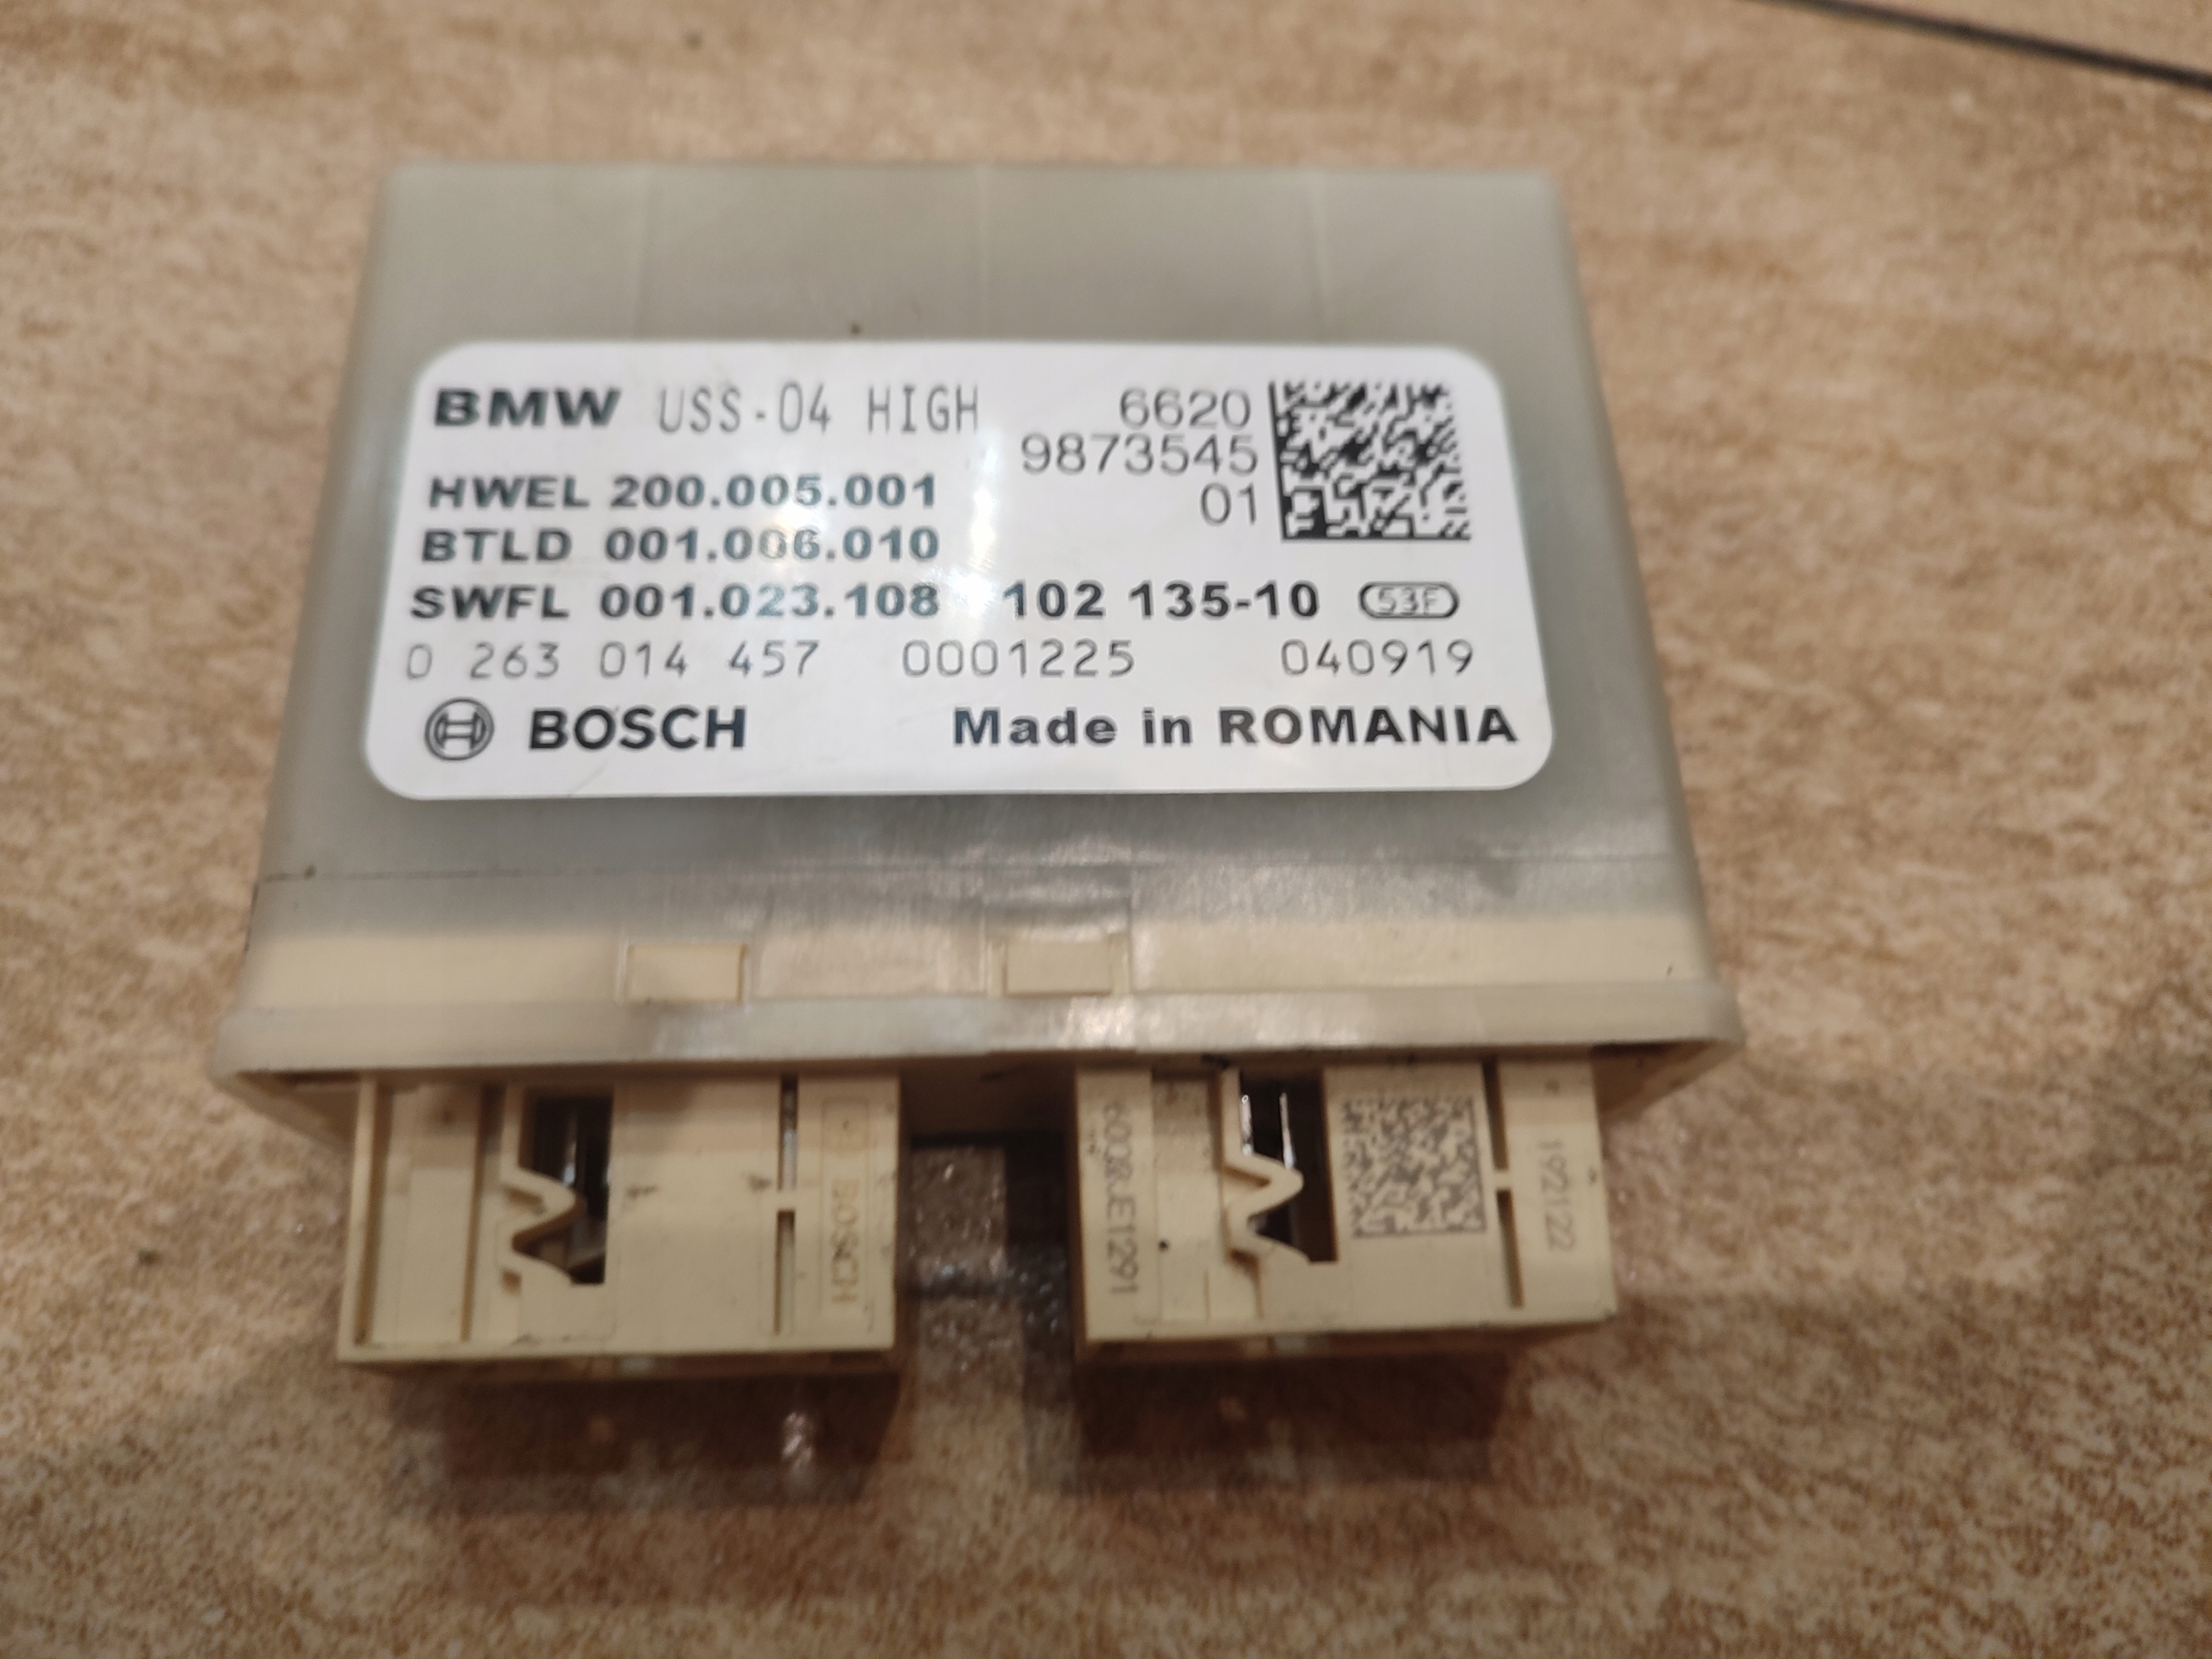 BMW USS-04 HIGH 6620
9873545
HWEL 200.005.001 01
BTLD 001.006.010
SWFL 001.023.108 102 135-10 53F
0 263 014 457 0001225 040919
BOSCH Made in ROMANIA
BOSCH
192122